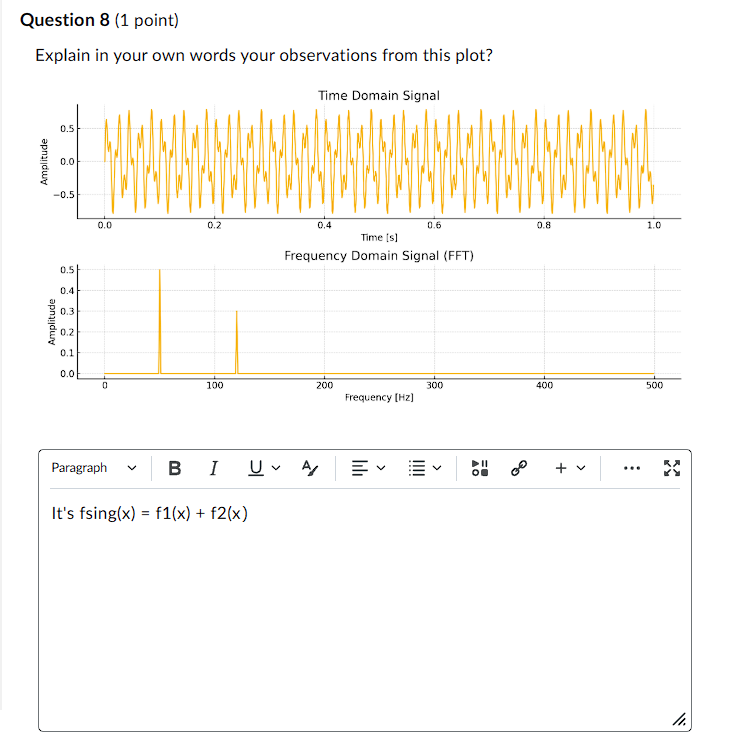 Question 8 (1 point)
Explain in your own words your observations from this plot?
Time Domain Signal
Amplitude
0.5
0.0
−0.5
0.0 0.2 0.4 0.6 0.8 1.0
Time [s]
Frequency Domain Signal (FFT)
Amplitude
0.5
0.4
0.3
0.2
0.1
0.0
0 100 200 300 400 500
Frequency [Hz]
Paragraph B I U A
It's fsing(x) = f1(x) + f2(x)